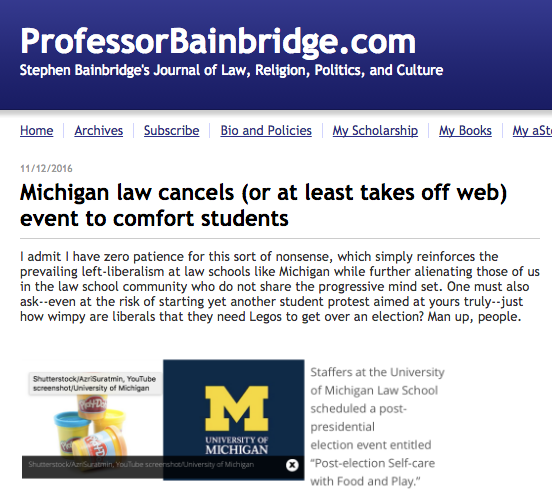 ProfessorBainbridge.com
Stephen Bainbridge's Journal of Law, Religion, Politics, and Culture
Home Archives Subscribe Bio and Policies My Scholarship My Books My aSt
11/12/2016
Michigan law cancels (or at least takes off web)
event to comfort students
I admit I have zero patience for this sort of nonsense, which simply reinforces the
prevailing left-liberalism at law schools like Michigan while further alienating those of us
in the law school community who do not share the progressive mind set. One must also
ask--even at the risk of starting yet another student protest aimed at yours truly--just
how wimpy are liberals that they need Legos to get over an election? Man up, people.
Shutterstock/AzriSuratmin, YouTube
screenshot/University of Michigan
Play-Doh
M
UNIVERSITY OF
MICHIGAN
Shutterstock/AzriSuratmin, YouTube screenshot/University of Michigan
Staffers at the University
of Michigan Law School
scheduled a post-
presidential
election event entitled
“Post-election Self-care
with Food and Play.”